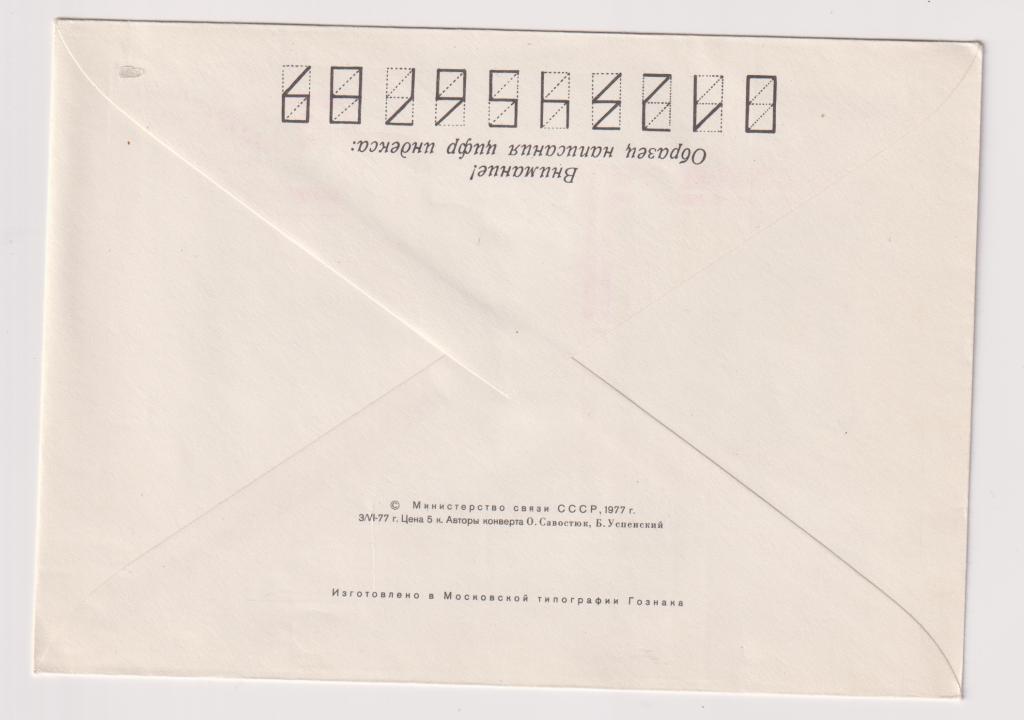 0123456789
Образец написания цифр индекса:
Внимание!
© Министерство связи СССР, 1977 г.
3/VI-77 г. Цена 5 к. Авторы конверта О. Савостюк, Б. Успенский
Изготовлено в Московской типографии Гознака